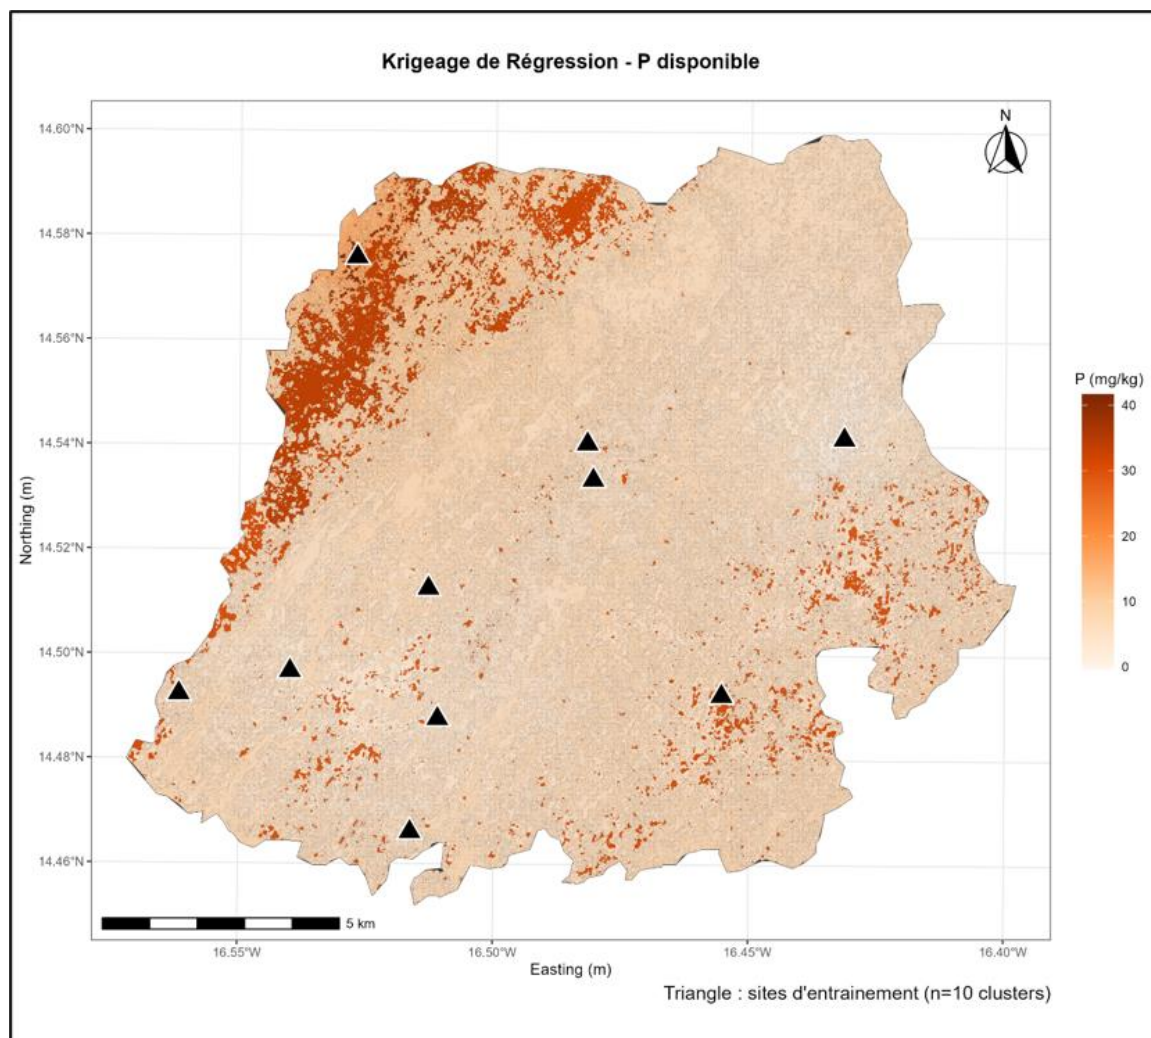 Krigeage de Régression - P disponible
N
14.60°N
14.58°N
14.56°N
14.54°N
14.52°N
14.50°N
14.48°N
14.46°N
Northing (m)
P (mg/kg)
40
30
20
10
0
5 km
16.55°W
16.50°W
16.45°W
16.40°W
Easting (m)
Triangle : sites d'entrainement (n=10 clusters)